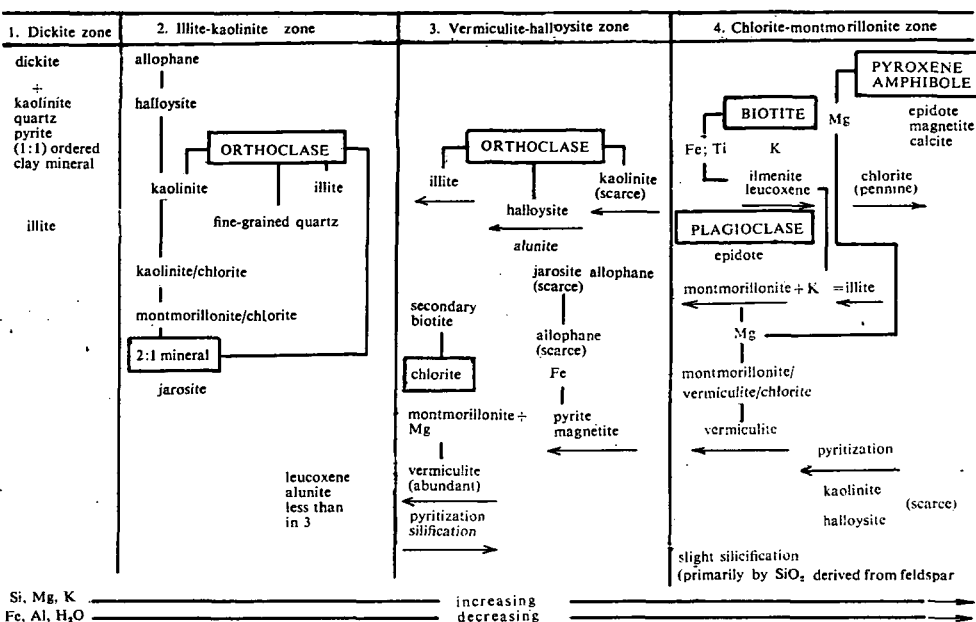 1. Dickite zone
dickite
÷
kaolinite
quartz
pyrite
(1:1) ordered
clay mineral
illite
2. Illite-kaolinite zone
allophane
halloysite
ORTHOCLASE
kaolinite
illite
fine-grained quartz
kaolinite/chlorite
montmorillonite/chlorite
2:1 mineral
jarosite
leucoxene
alunite
less than
in 3
3. Vermiculite-halloysite zone
ORTHOCLASE
illite
kaolinite
(scarce)
halloysite
alunite
jarosite allophane
(scarce)
secondary
biotite
allophane
(scarce)
chlorite
Fe
montmorillonite ÷
Mg
pyrite
magnetite
vermiculite
(abundant)
pyritization
silification
4. Chlorite-montmorillonite zone
PYROXENE
AMPHIBOLE
BIOTITE
Mg
epidote
magnetite
calcite
Fe; Ti K
ilmenite
leucoxene
chlorite
(pennine)
PLAGIOCLASE
epidote
montmorillonite + K =illite
Mg
montmorillonite/
vermiculite/chlorite
vermiculite
pyritization
kaolinite
(scarce)
halloysite
slight silicification
(primarily by SiO₂ derived from feldspar
Si, Mg, K increasing
Fe, Al, H₂O decreasing